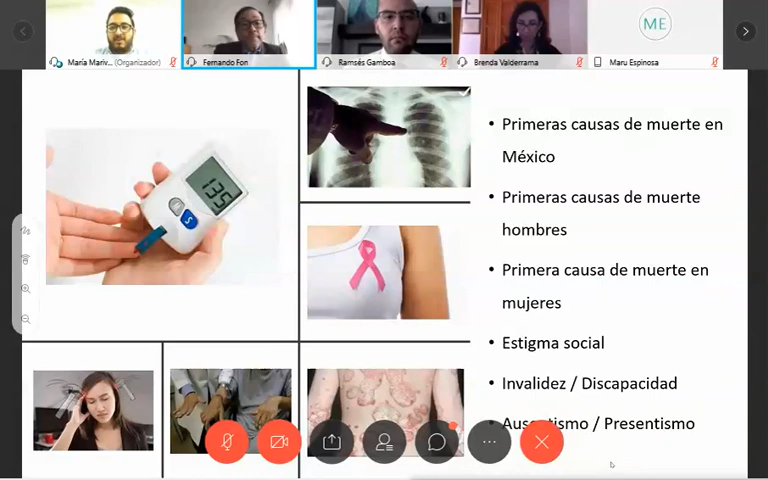 ME
María Mariv... (Organizador)
Fernando Fon
Ramsés Gamboa
Brenda Valderrama
Maru Espinosa
135
M
S
• Primeras causas de muerte en
México
• Primeras causas de muerte
hombres
• Primera causa de muerte en
mujeres
• Estigma social
• Invalidez / Discapacidad
• Ausentismo / Presentismo